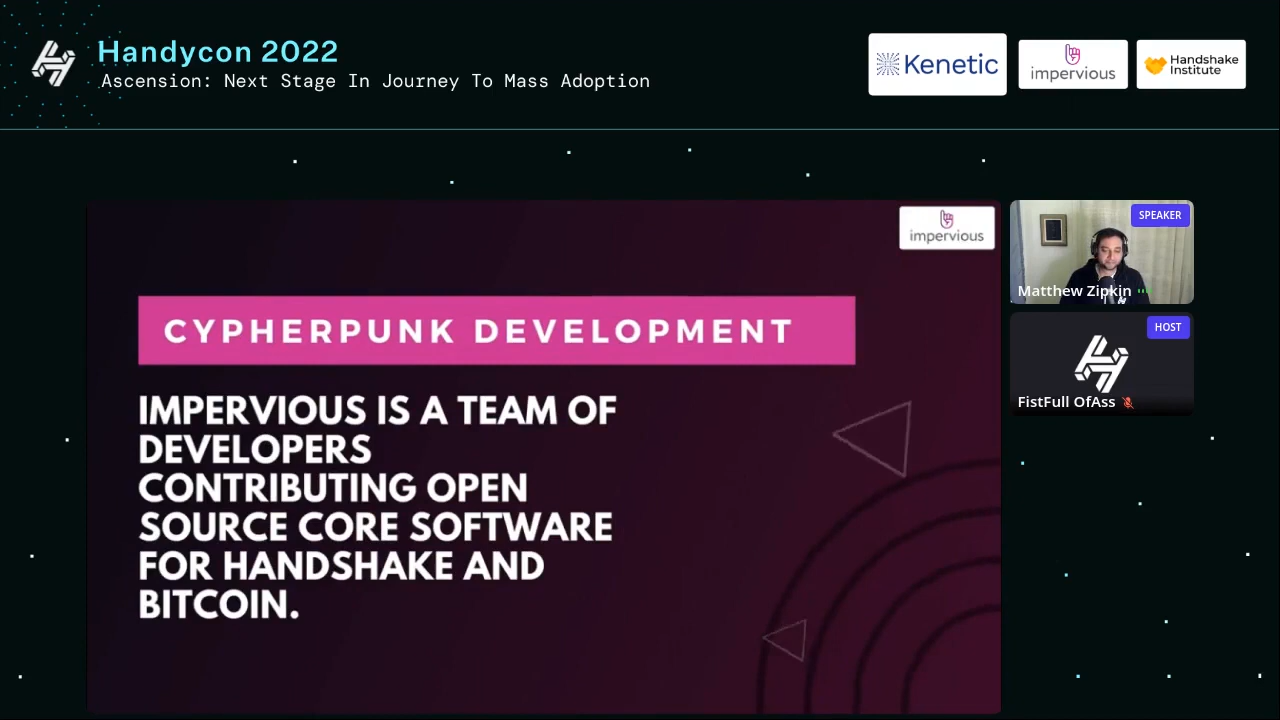 Handycon 2022
Ascension: Next Stage In Journey To Mass Adoption
Kenetic
impervious
Handshake
Institute
impervious
CYPHERPUNK DEVELOPMENT
IMPERVIOUS IS A TEAM OF
DEVELOPERS
CONTRIBUTING OPEN
SOURCE CORE SOFTWARE
FOR HANDSHAKE AND
BITCOIN.
SPEAKER
Matthew Zipkin
HOST
FistFull OfAss